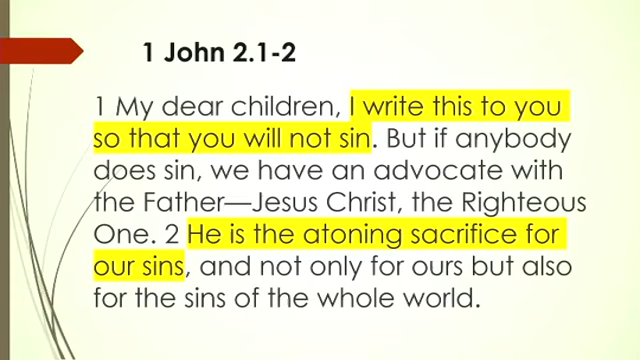 1 John 2.1-2
1 My dear children, I write this to you
so that you will not sin. But if anybody
does sin, we have an advocate with
the Father—Jesus Christ, the Righteous
One. 2 He is the atoning sacrifice for
our sins, and not only for ours but also
for the sins of the whole world.